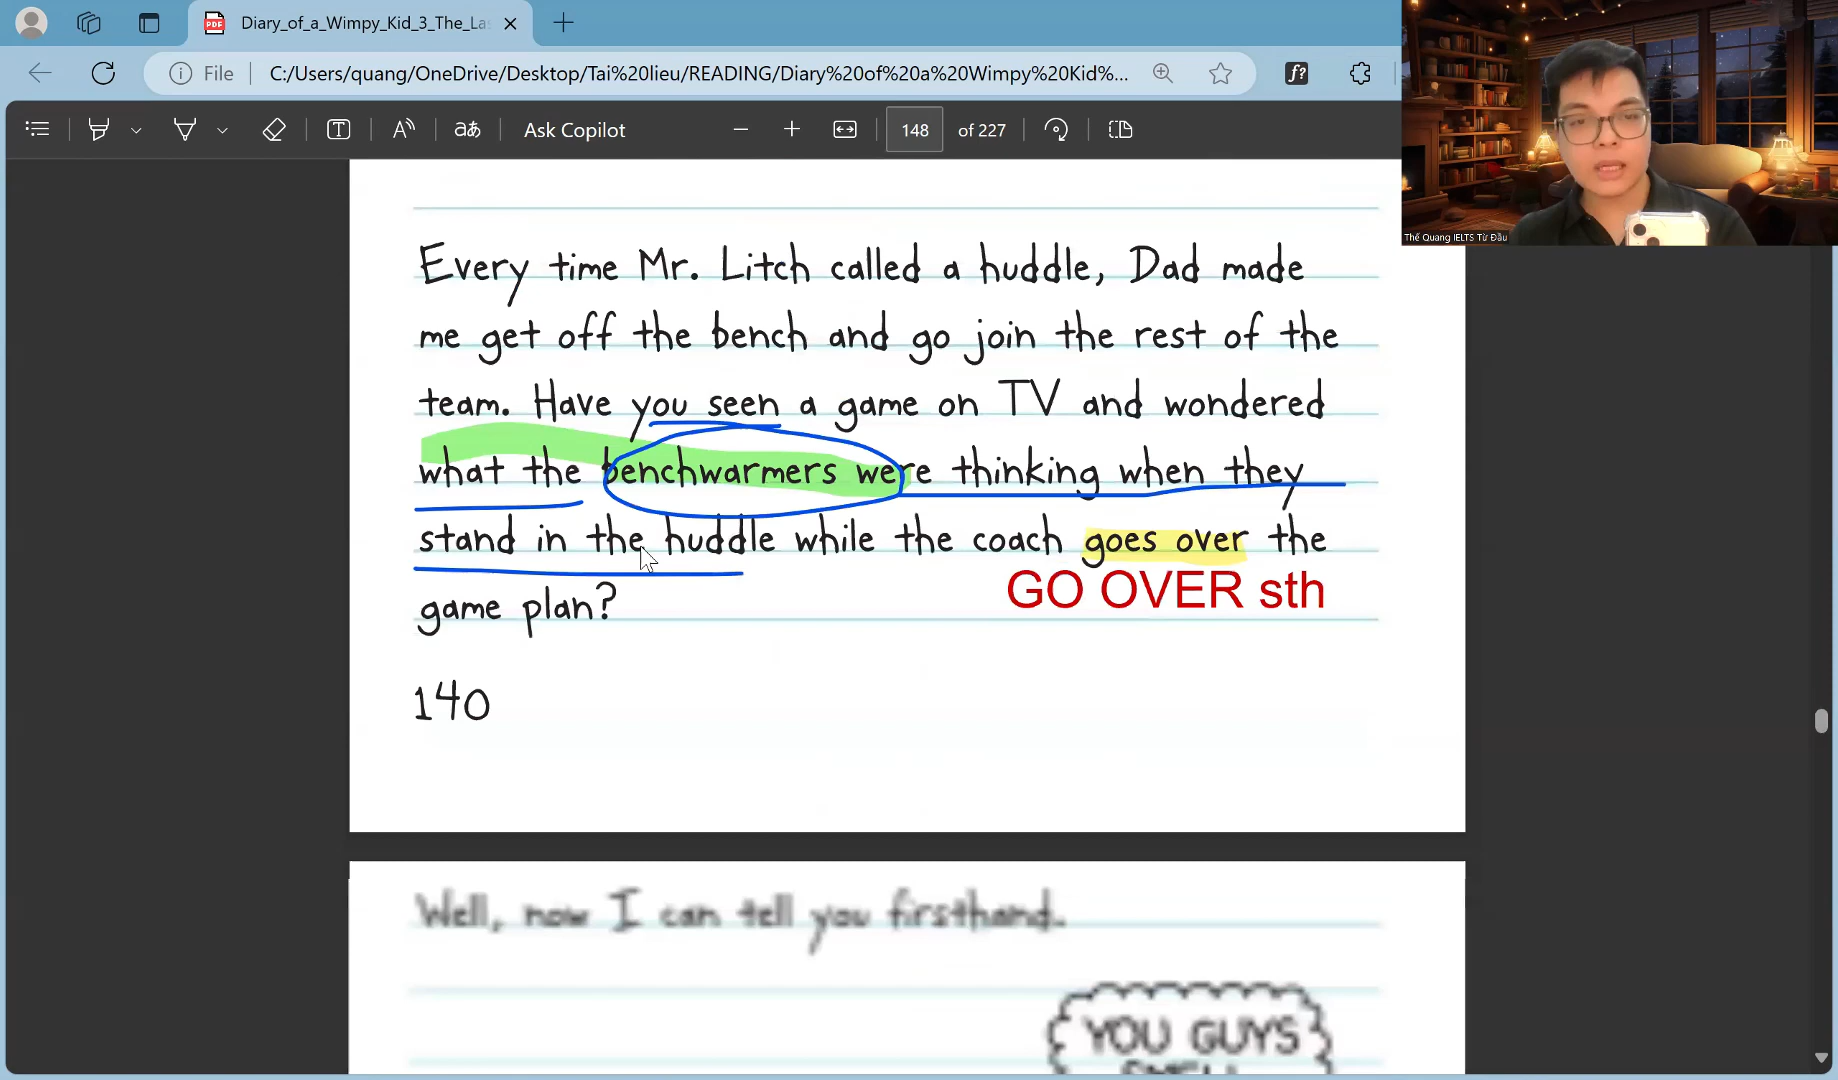 Diary_of_a_Wimpy_Kid_3_The_La
File
C:/Users/quang/OneDrive/Desktop/Tai%20lieu/READING/Diary%20of%20a%20Wimpy%20Kid%...
f?
Ask Copilot
148 of 227
Thế Quang IELTS Từ Đầu
Every time Mr. Litch called a huddle, Dad made
me get off the bench and go join the rest of the
team. Have you seen a game on TV and wondered
what the benchwarmers were thinking when they
stand in the huddle while the coach goes over the
GO OVER sth
game plan?
140
Well, now I can tell you firsthand.
YOU GUYS
SMELL